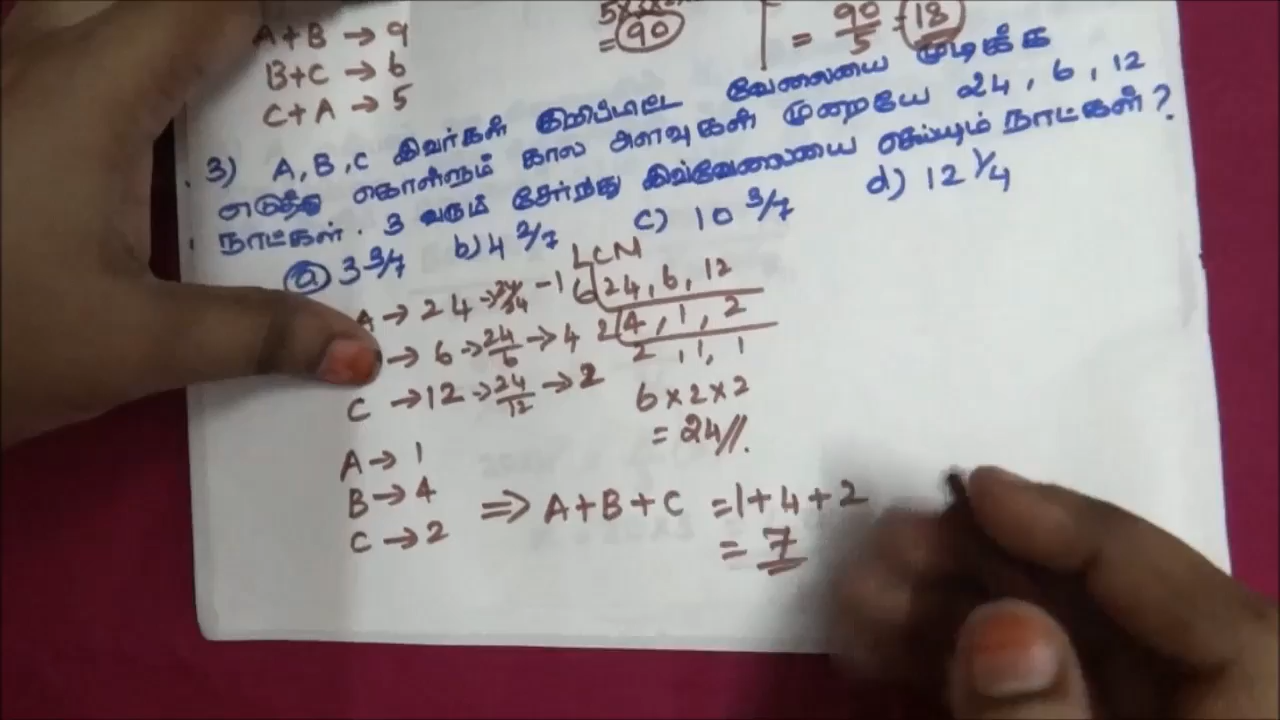 A+B → 9
B+C → 6
C+A → 5
= 90
= 90/5 = 18
3) A, B, C இவர்கள் குறிப்பிட்ட வேலையை முடிக்க
எடுத்து கொள்ளும் கால அளவுகள் முறையே 24, 6, 12
நாட்கள். 3 வரும் சேர்ந்து இவ்வேலையை செய்யும் நாட்கள்?
a) 3 3/7 b) 4 2/7 c) 10 3/7 d) 12 1/4
LCM
A → 24 → 24/24 - 1
→ 6 → 24/6 → 4
C → 12 → 24/12 → 2
6 24, 6, 12
2 4, 1, 2
2, 1, 1
6 × 2 × 2
= 24//.
A → 1
B → 4
C → 2
⇒ A+B+C = 1+4+2
= 7